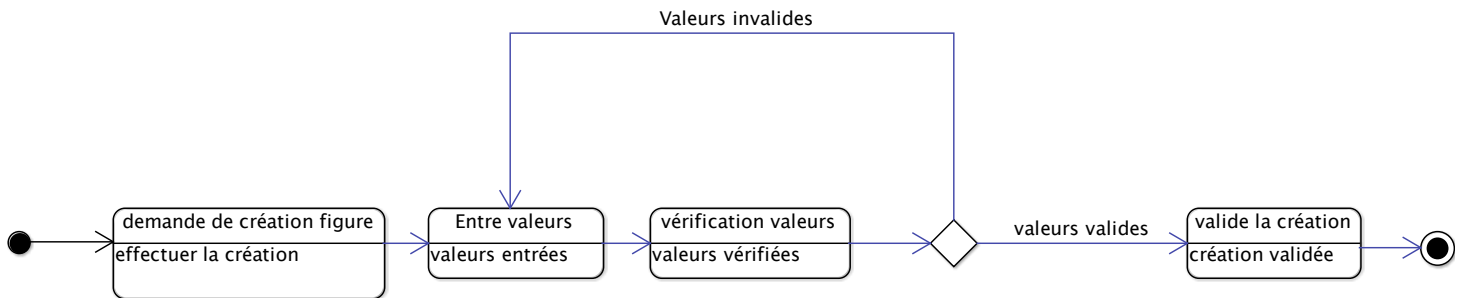 Valeurs invalides
demande de création figure
effectuer la création
Entre valeurs
valeurs entrées
vérification valeurs
valeurs vérifiées
valeurs valides
valide la création
création validée